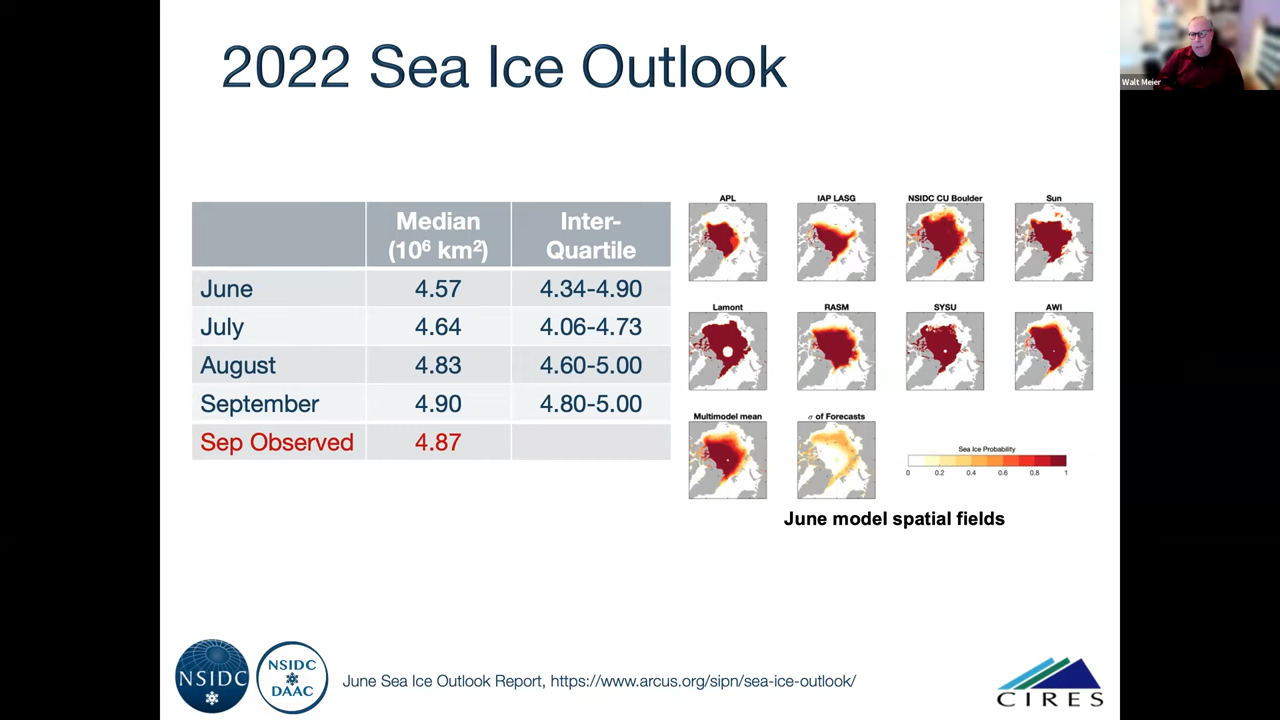 2022 Sea Ice Outlook
Walt Meier
Median
(10⁶ km²)
Inter-
Quartile
June 4.57 4.34-4.90
July 4.64 4.06-4.73
August 4.83 4.60-5.00
September 4.90 4.80-5.00
Sep Observed 4.87
APL IAP LASG NSIDC CU Boulder Sun
Lamont RASM SYSU AWI
Multimodel mean σ of Forecasts
Sea Ice Probability
0 0.2 0.4 0.6 0.8 1
June model spatial fields
NSIDC
NSIDC
DAAC
June Sea Ice Outlook Report, https://www.arcus.org/sipn/sea-ice-outlook/
CIRES